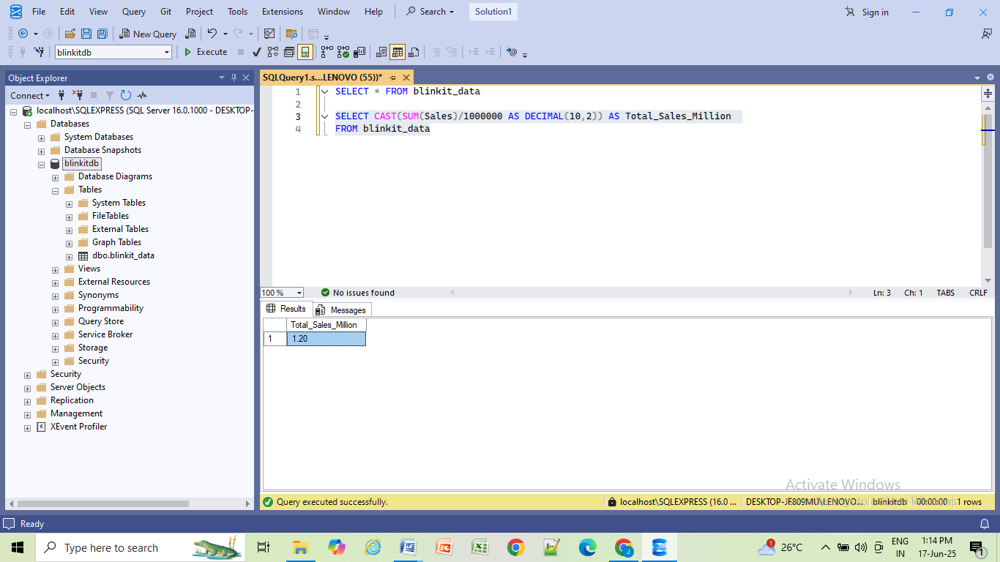 File Edit View Query Git Project Tools Extensions Window Help Search Solution1 Sign in
New Query
blinkitdb Execute
Object Explorer
Connect
localhost\SQLEXPRESS (SQL Server 16.0.1000 - DESKTOP-
Databases
System Databases
Database Snapshots
blinkitdb
Database Diagrams
Tables
System Tables
FileTables
External Tables
Graph Tables
dbo.blinkit_data
Views
External Resources
Synonyms
Programmability
Query Store
Service Broker
Storage
Security
Security
Server Objects
Replication
Management
XEvent Profiler
SQLQuery1.s...LENOVO (55))*
1 SELECT * FROM blinkit_data
2
3 SELECT CAST(SUM(Sales)/1000000 AS DECIMAL(10,2)) AS Total_Sales_Million
4 FROM blinkit_data
100 % No issues found Ln: 3 Ch: 1 TABS CRLF
Results Messages
Total_Sales_Million
1 1.20
Activate Windows
Query executed successfully. localhost\SQLEXPRESS (16.0 ... DESKTOP-JE809MU\LENOVO... blinkitdb 00:00:00 1 rows
Ready
Type here to search 1 26°C ENG 1:14 PM
IN 17-Jun-25 1